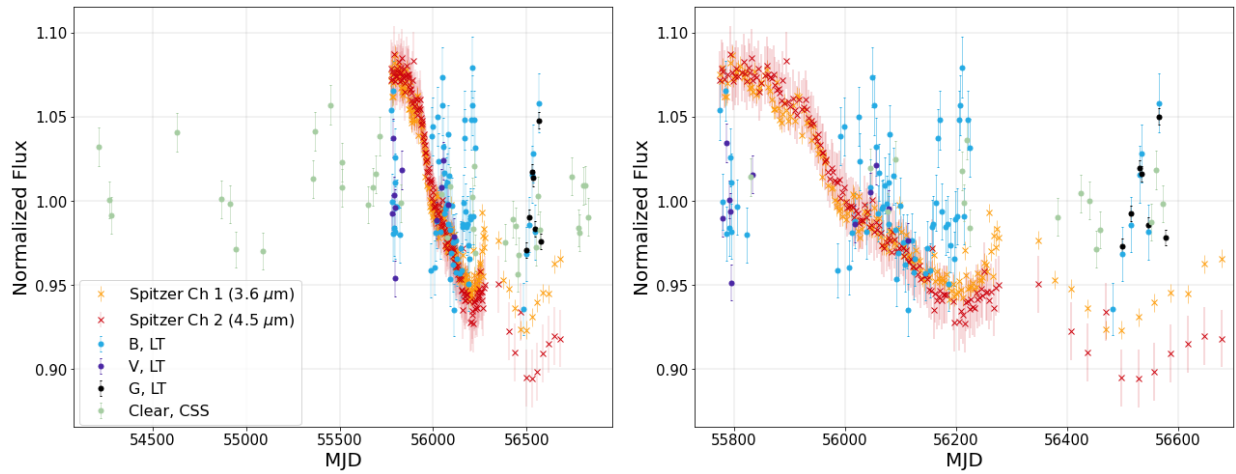 1.10
1.05
1.00
0.95
0.90
Normalized Flux
54500 55000 55500 56000 56500
MJD
Spitzer Ch 1 (3.6 μm)
Spitzer Ch 2 (4.5 μm)
B, LT
V, LT
G, LT
Clear, CSS
1.10
1.05
1.00
0.95
0.90
Normalized Flux
55800 56000 56200 56400 56600
MJD